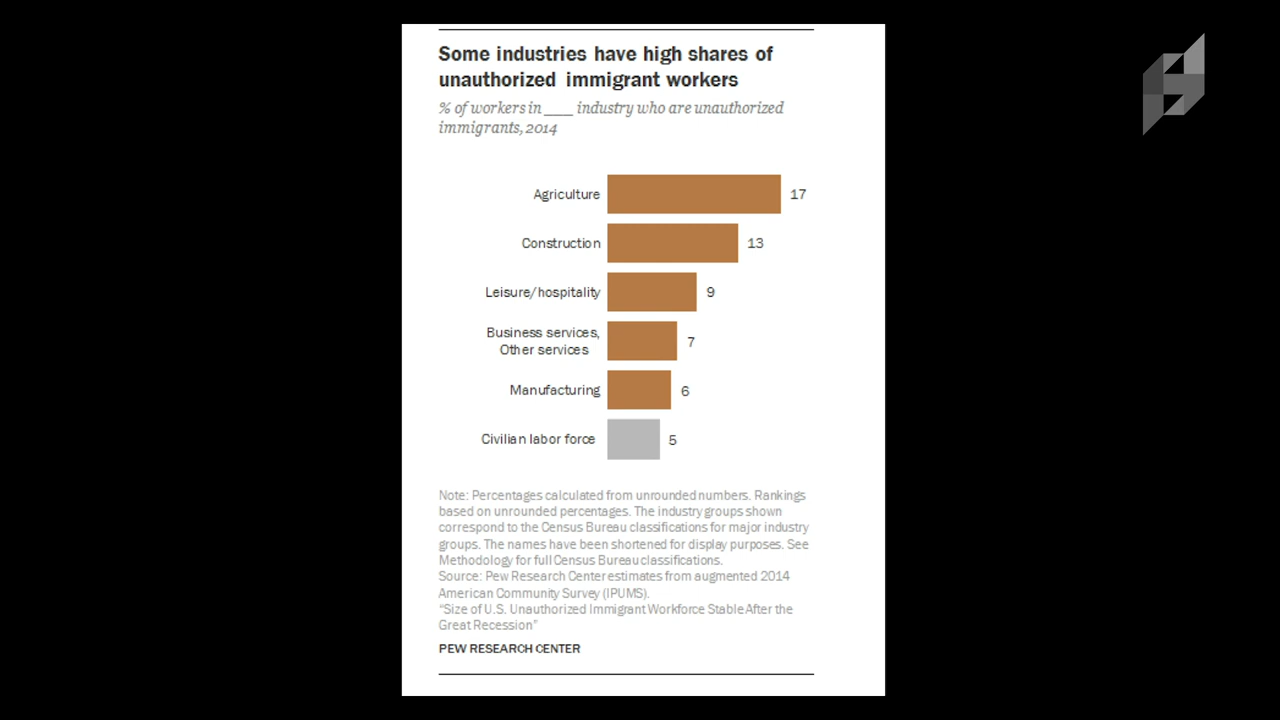 Some industries have high shares of
unauthorized immigrant workers
% of workers in ___ industry who are unauthorized
immigrants, 2014
Agriculture 17
Construction 13
Leisure/hospitality 9
Business services,
Other services 7
Manufacturing 6
Civilian labor force 5
Note: Percentages calculated from unrounded numbers. Rankings
based on unrounded percentages. The industry groups shown
correspond to the Census Bureau classifications for major industry
groups. The names have been shortened for display purposes. See
Methodology for full Census Bureau classifications.
Source: Pew Research Center estimates from augmented 2014
American Community Survey (IPUMS).
“Size of U.S. Unauthorized Immigrant Workforce Stable After the
Great Recession”
PEW RESEARCH CENTER